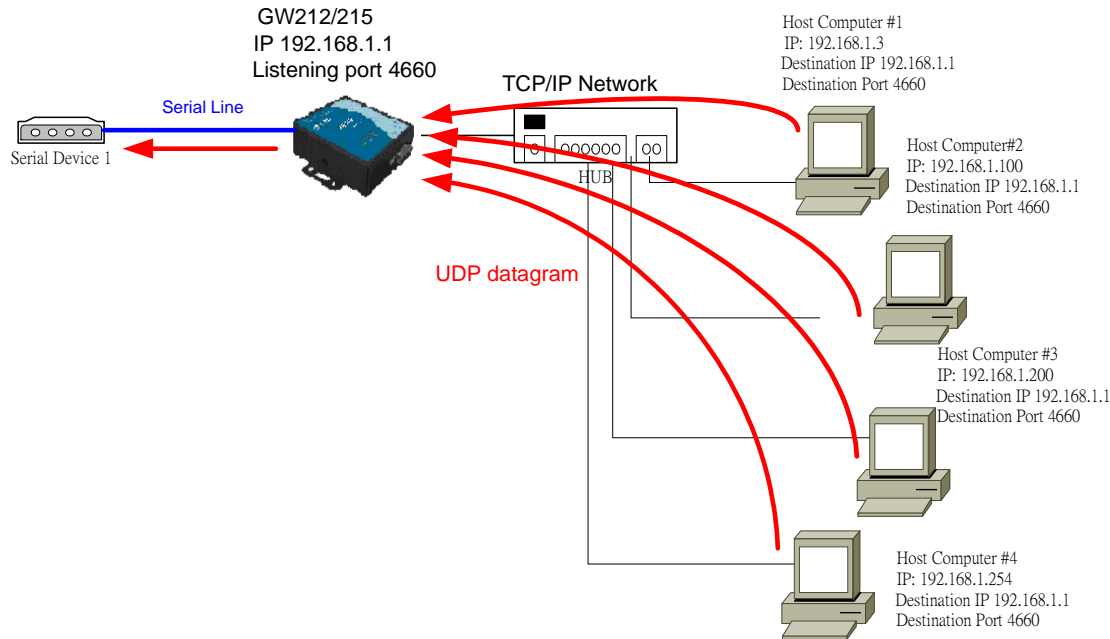 GW212/215
IP 192.168.1.1
Listening port 4660
TCP/IP Network
Serial Line
Serial Device 1
HUB
UDP datagram
Host Computer #1
IP: 192.168.1.3
Destination IP 192.168.1.1
Destination Port 4660
Host Computer#2
IP: 192.168.1.100
Destination IP 192.168.1.1
Destination Port 4660
Host Computer #3
IP: 192.168.1.200
Destination IP 192.168.1.1
Destination Port 4660
Host Computer #4
IP: 192.168.1.254
Destination IP 192.168.1.1
Destination Port 4660